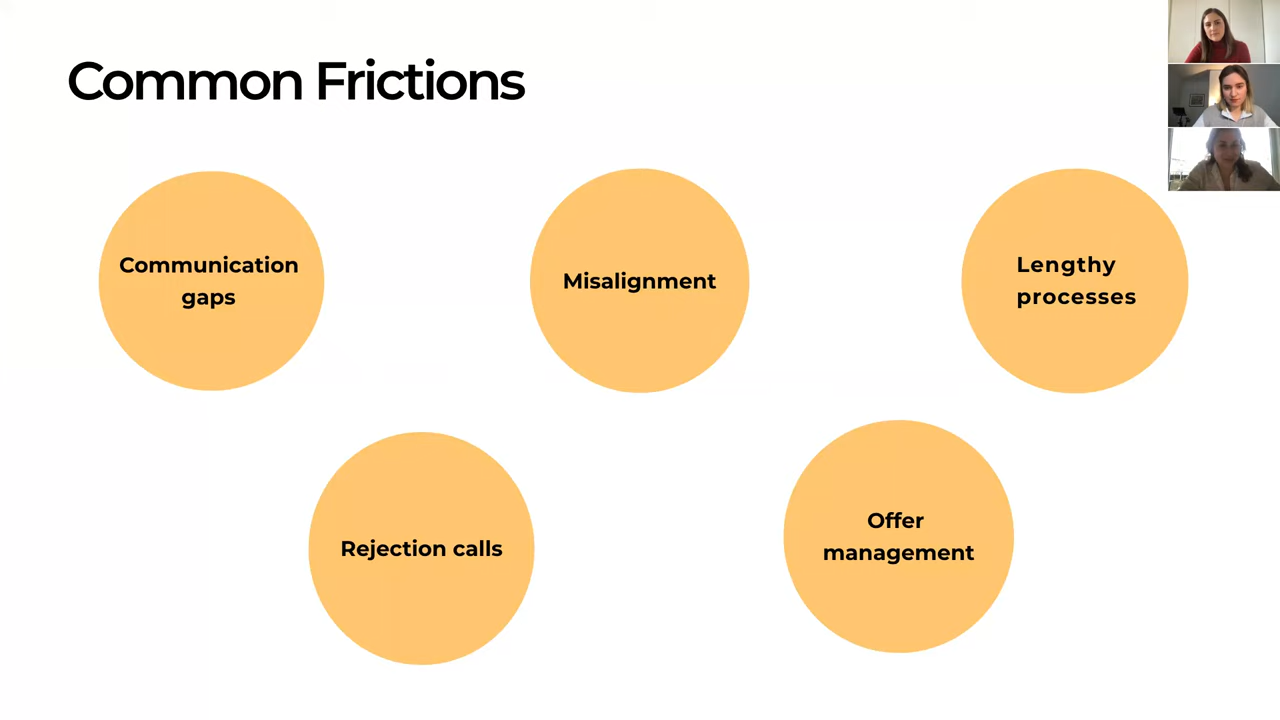 Common Frictions
Communication
gaps
Misalignment
Lengthy
processes
Rejection calls
Offer
management